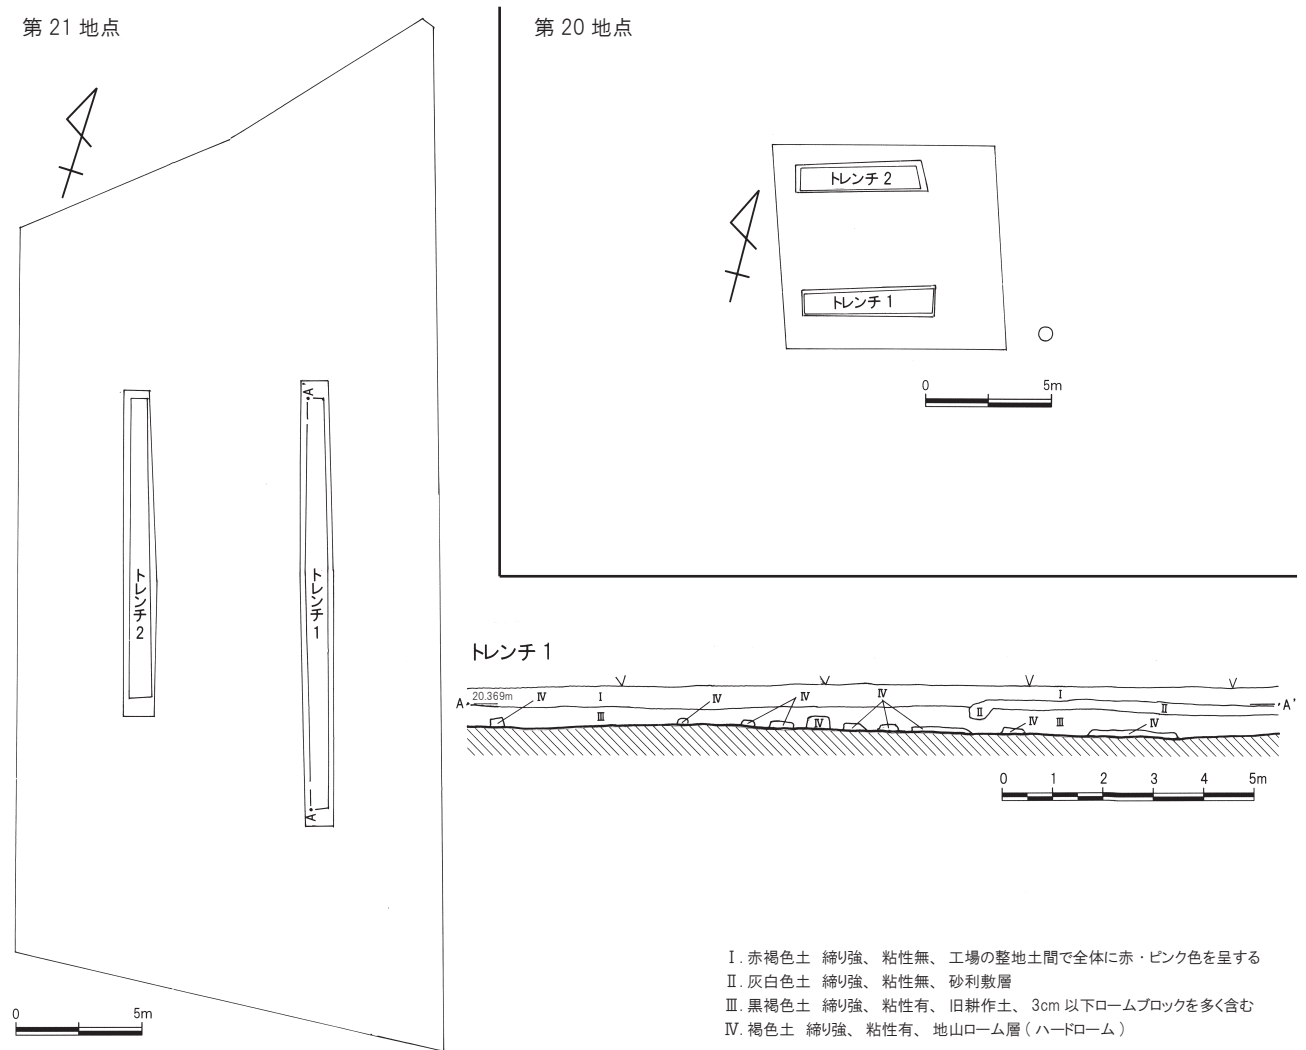 第 21 地点
トレンチ 2
トレンチ 1
A'
A
0 5m
第 20 地点
トレンチ 2
トレンチ 1
0 5m
トレンチ 1
A 20.369m Ⅳ Ⅰ Ⅳ Ⅳ Ⅳ Ⅰ Ⅱ A'
Ⅲ Ⅳ Ⅱ Ⅳ Ⅲ Ⅳ
0 1 2 3 4 5m
Ⅰ. 赤褐色土 締り強、 粘性無、 工場の整地土間で全体に赤・ピンク色を呈する
Ⅱ. 灰白色土 締り強、 粘性無、 砂利敷層
Ⅲ. 黒褐色土 締り強、 粘性有、 旧耕作土、 3cm 以下ロームブロックを多く含む
Ⅳ. 褐色土 締り強、 粘性有、 地山ローム層 ( ハードローム )